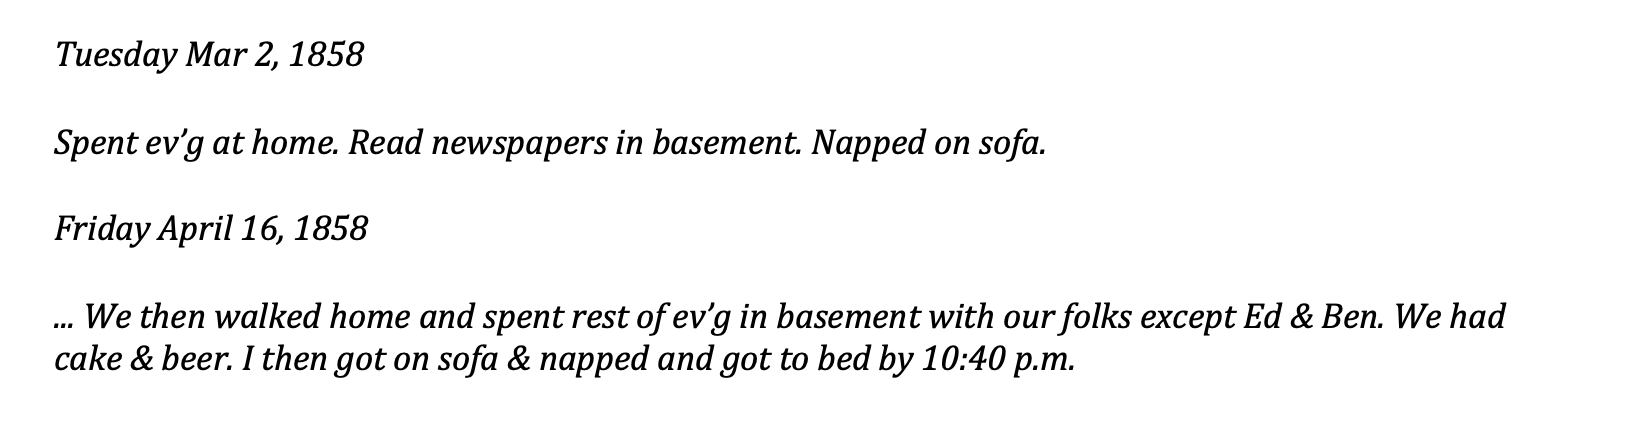 Tuesday Mar 2, 1858
Spent ev’g at home. Read newspapers in basement. Napped on sofa.
Friday April 16, 1858
... We then walked home and spent rest of ev’g in basement with our folks except Ed & Ben. We had
cake & beer. I then got on sofa & napped and got to bed by 10:40 p.m.